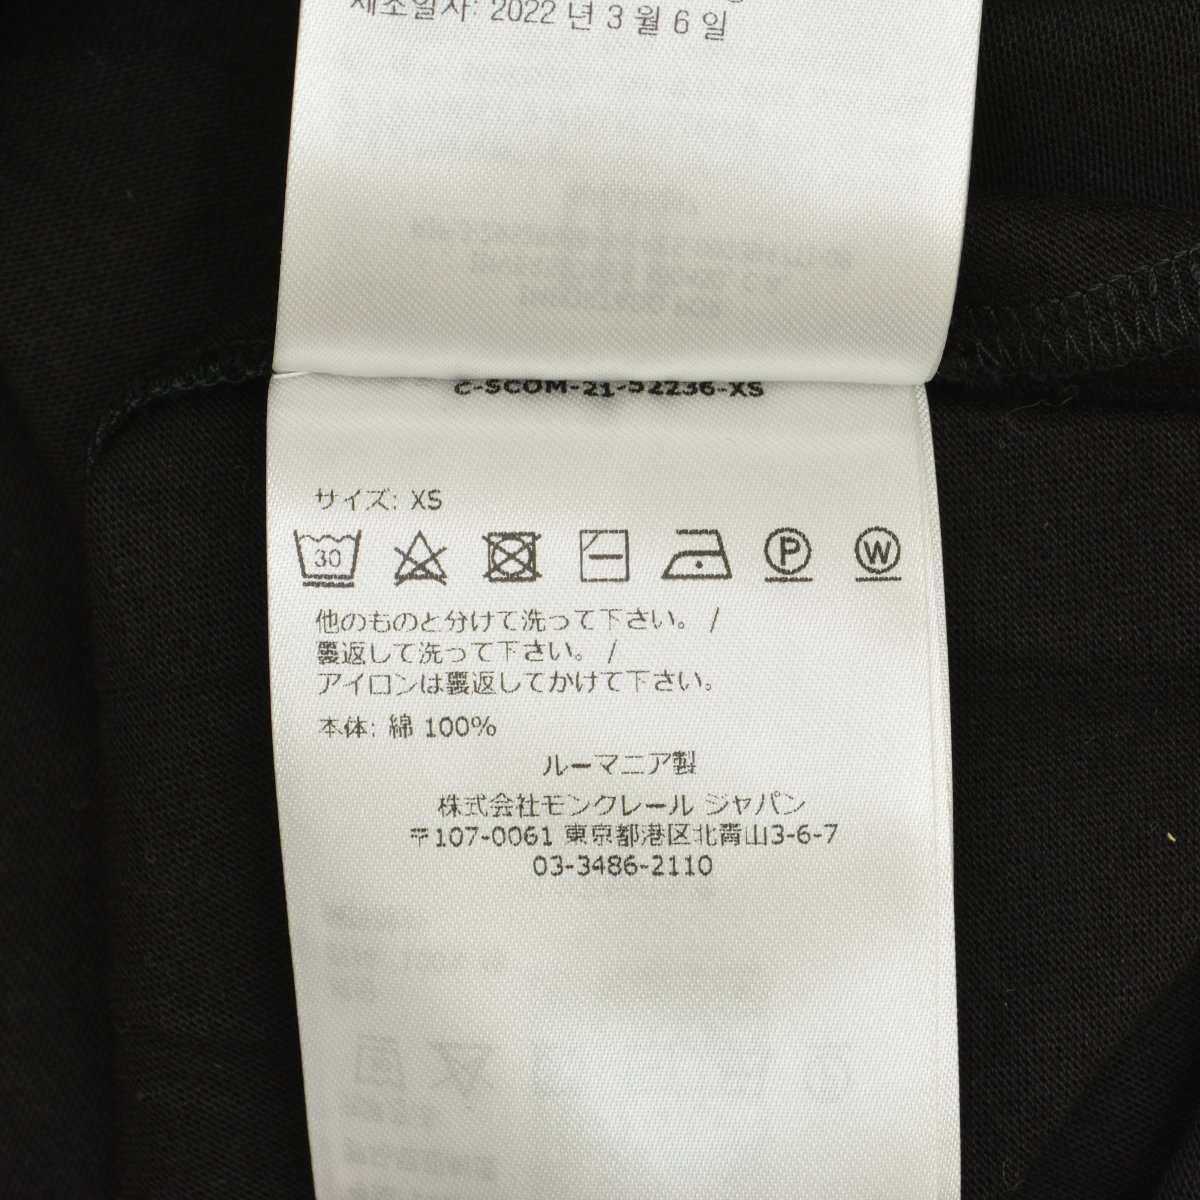 제조일자: 2022 년 3 월 6 일
C-SCOM-21-52236-XS
サイズ: XS
30 P W
他のものと分けて洗って下さい。 /
裏返して洗って下さい。 /
アイロンは裏返してかけて下さい。
本体: 綿 100%
ルーマニア製
株式会社モンクレール ジャパン
〒107-0061 東京都港区北青山3-6-7
03-3486-2110